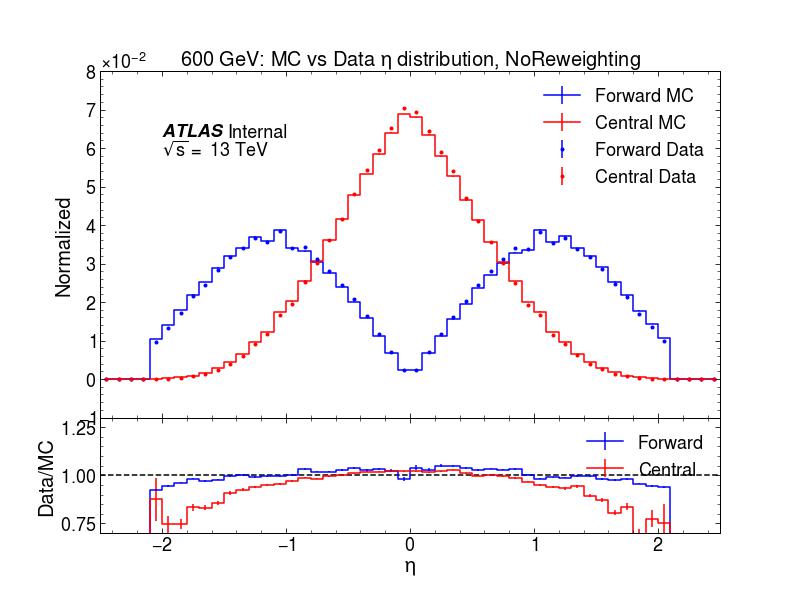 ×10⁻² 600 GeV: MC vs Data η distribution, NoReweighting
8
7
6
5
4
3
2
1
0
−1
Normalized
ATLAS Internal
√s = 13 TeV
Forward MC
Central MC
Forward Data
Central Data
1.25
1.00
0.75
Data/MC
Forward
Central
−2 −1 0 1 2
η